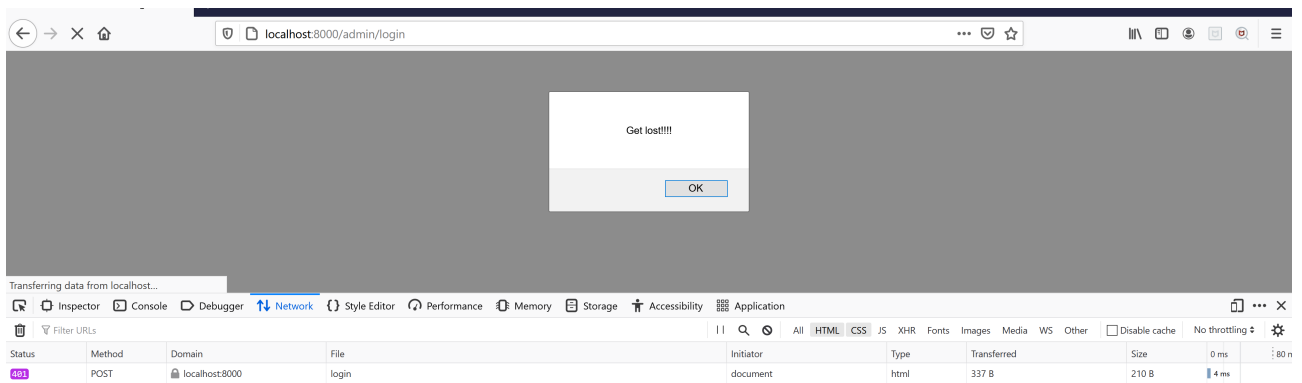 localhost:8000/admin/login
Get lost!!!!
OK
Transferring data from localhost...
Inspector Console Debugger Network Style Editor Performance Memory Storage Accessibility Application
Filter URLs All HTML CSS JS XHR Fonts Images Media WS Other Disable cache No throttling
Status Method Domain File Initiator Type Transferred Size 0 ms 80 m
401 POST localhost:8000 login document html 337 B 210 B 4 ms